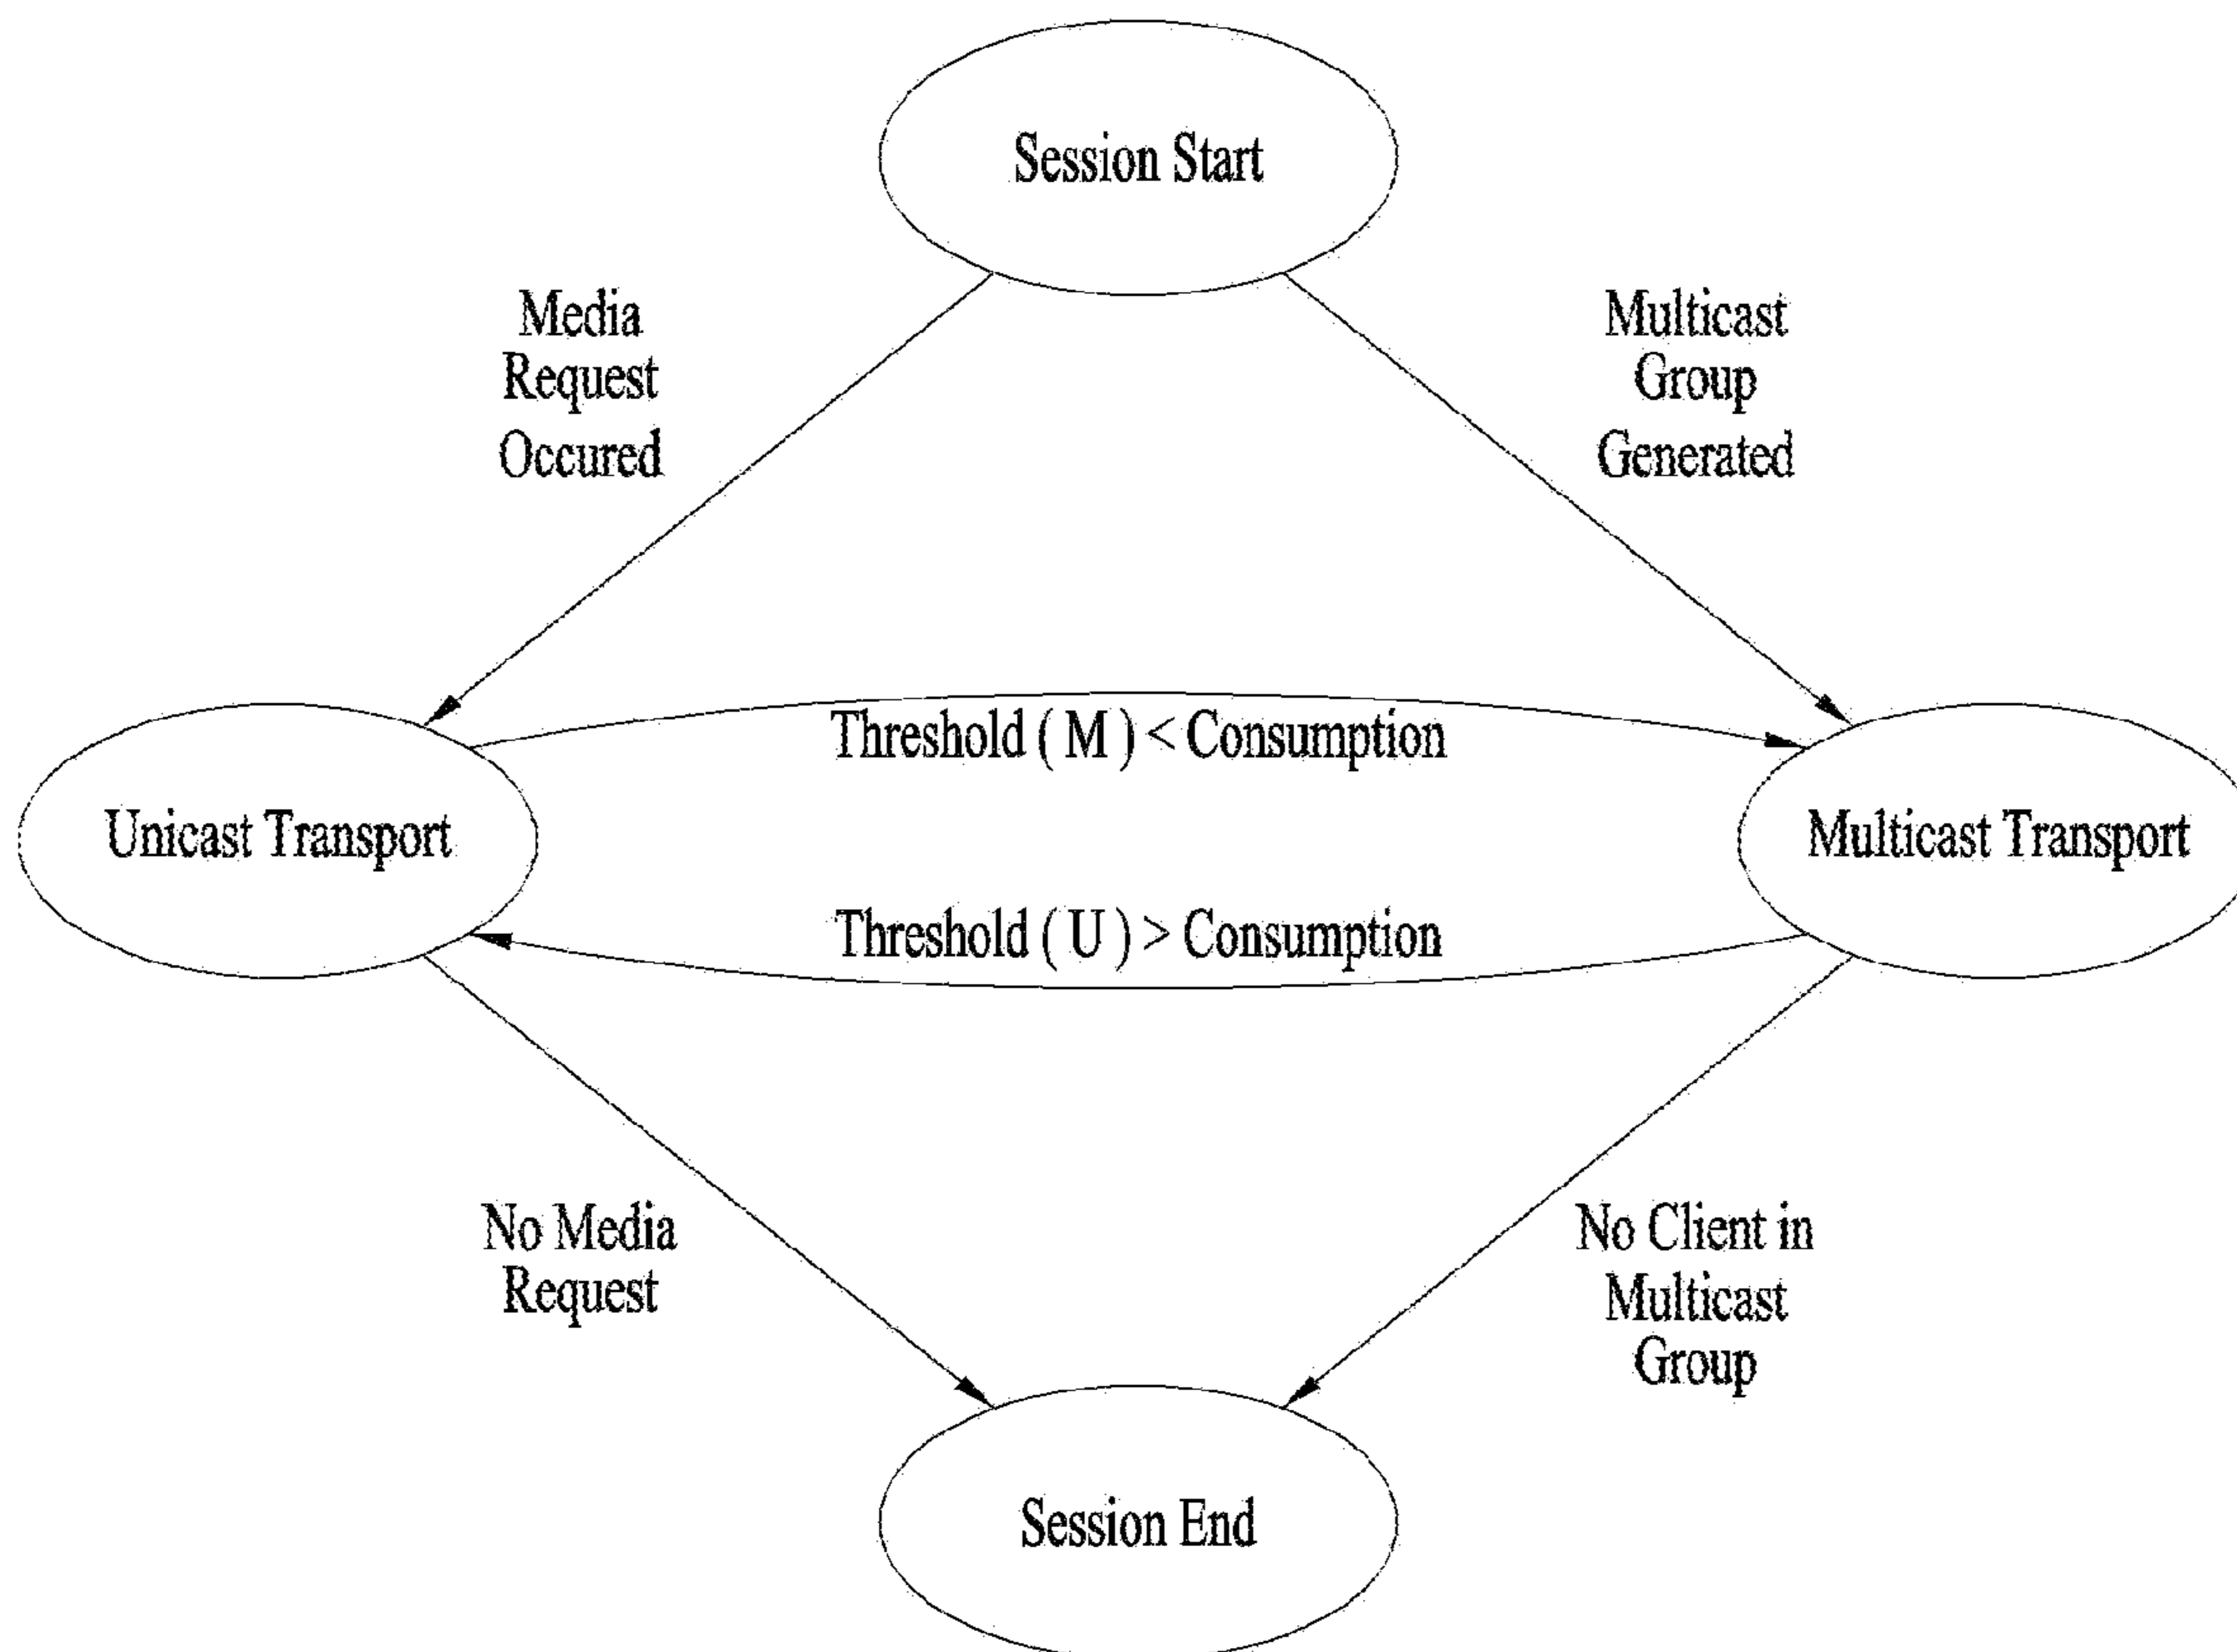 Session Start
Media
Request
Occured
Multicast
Group
Generated
Threshold ( M ) < Consumption
Unicast Transport
Multicast Transport
Threshold ( U ) > Consumption
No Media
Request
No Client in
Multicast
Group
Session End